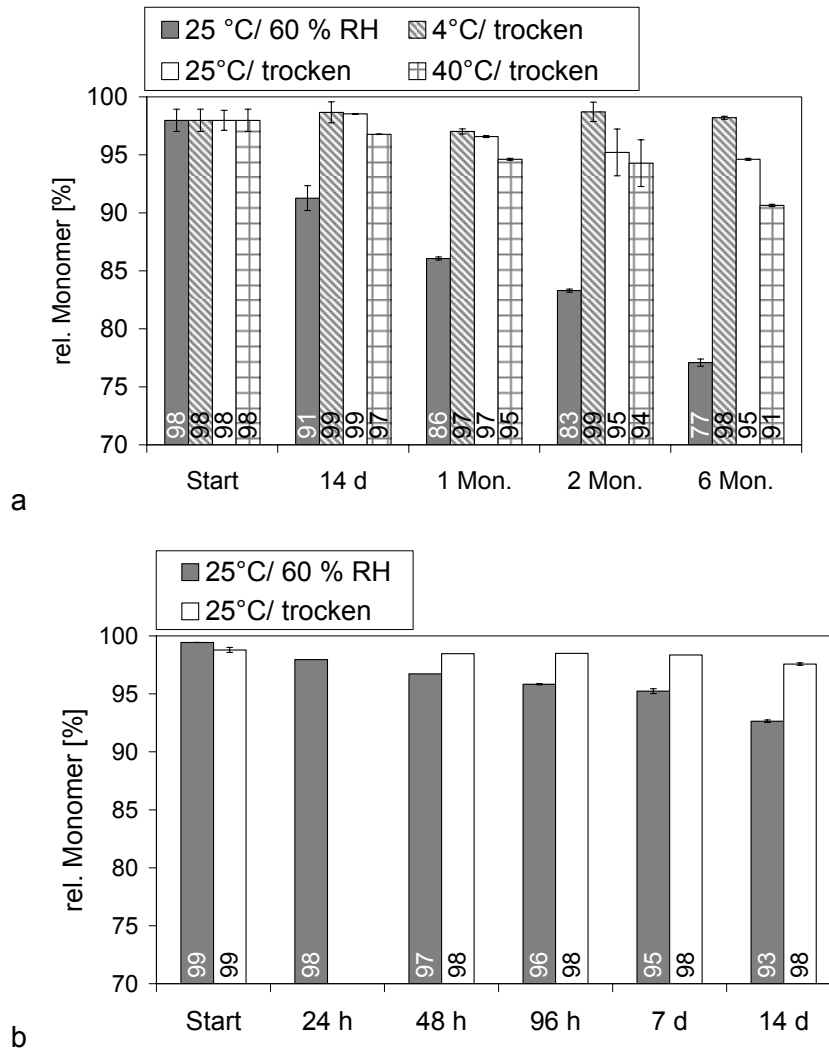 25 °C/ 60 % RH 4°C/ trocken
25°C/ trocken 40°C/ trocken
rel. Monomer [%]
100
95
90
85
80
75
70
98 98 98 98 91 99 99 97 86 97 97 95 83 99 95 94 77 98 95 91
Start 14 d 1 Mon. 2 Mon. 6 Mon.
a
25°C/ 60 % RH
25°C/ trocken
rel. Monomer [%]
100
95
90
85
80
75
70
99 99 98 97 98 96 98 95 98 93 98
Start 24 h 48 h 96 h 7 d 14 d
b